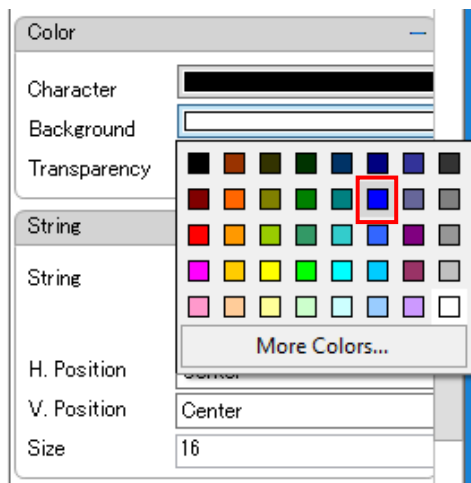 Color
Character
Background
Transparency
String
String
More Colors...
H. Position
V. Position
Center
Size
16